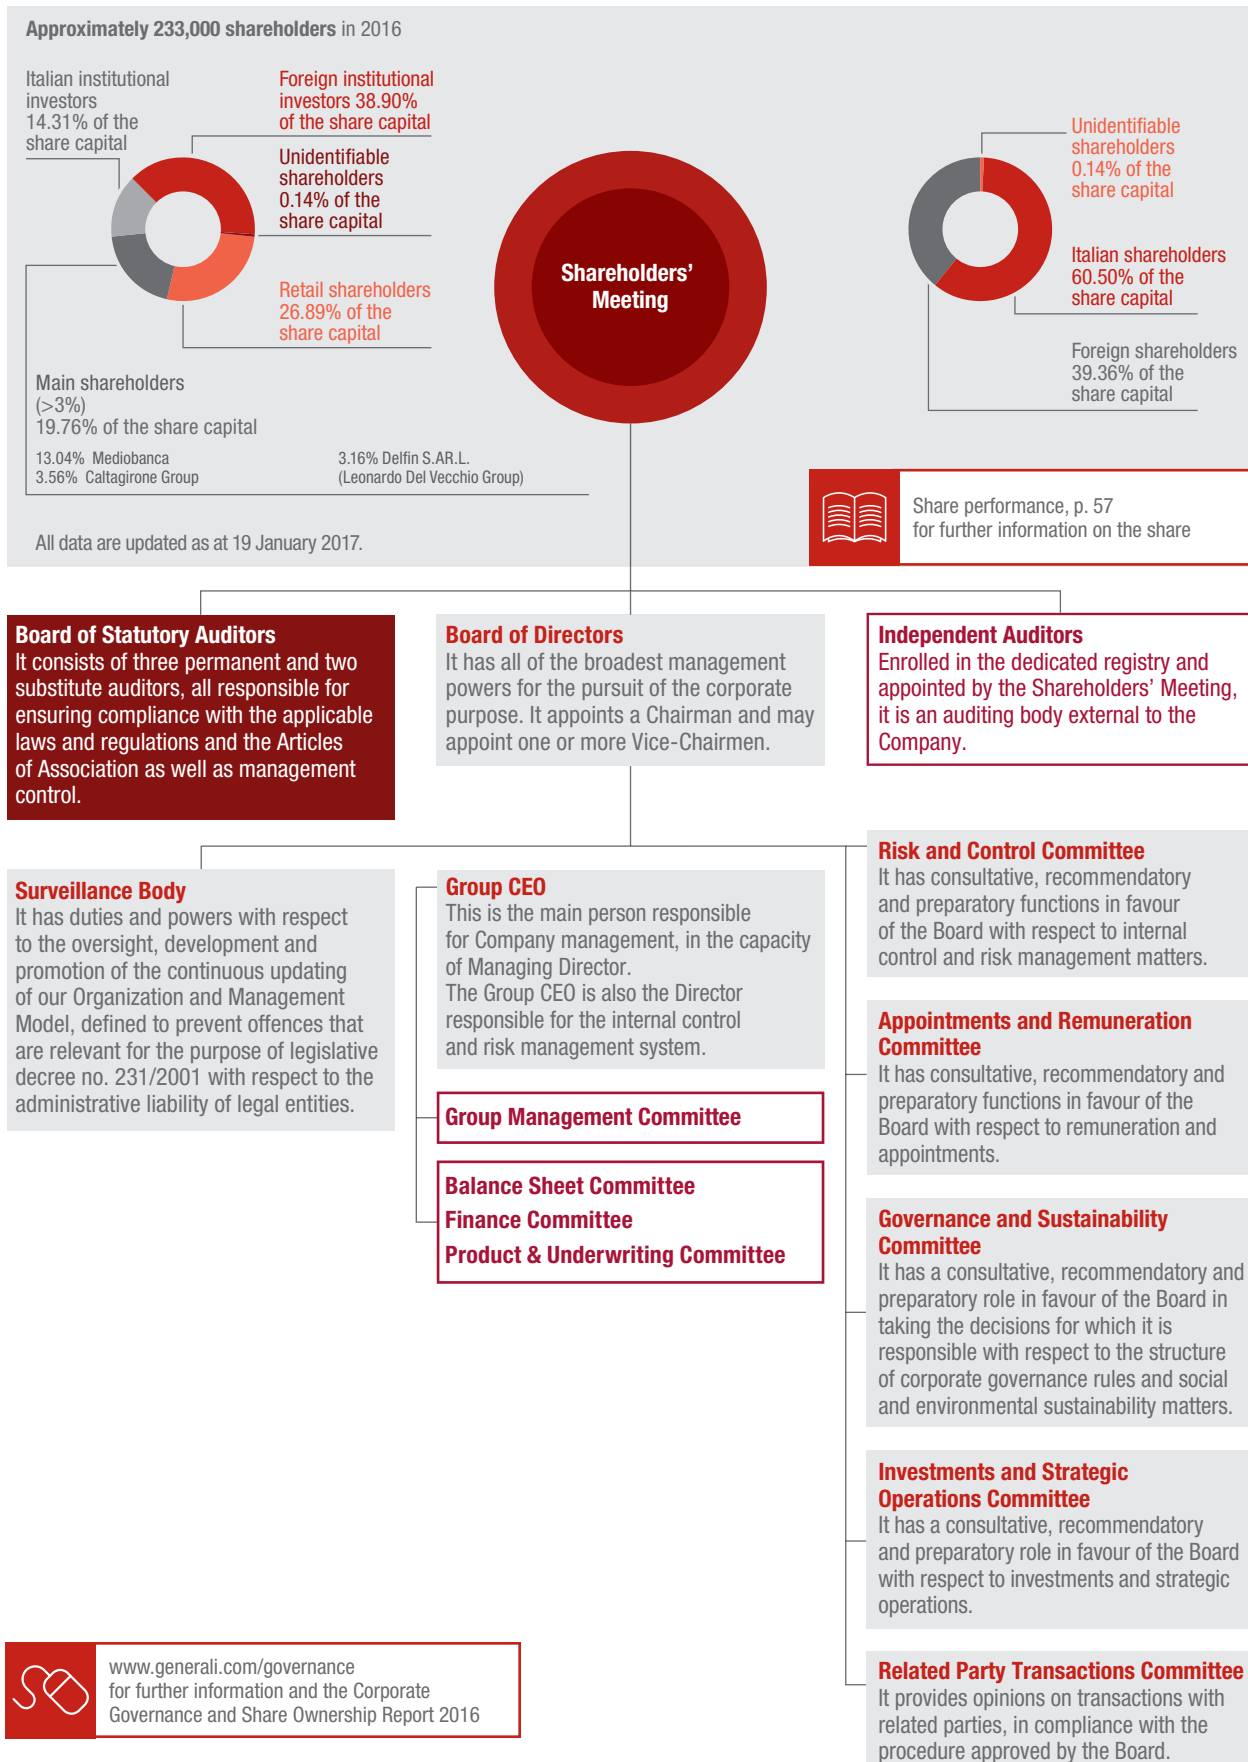 Approximately 233,000 shareholders in 2016
Italian institutional
investors
14.31% of the
share capital
Foreign institutional
investors 38.90%
of the share capital
Unidentifiable
shareholders
0.14% of the
share capital
Retail shareholders
26.89% of the
share capital
Main shareholders
(>3%)
19.76% of the share capital
13.04% Mediobanca
3.56% Caltagirone Group
3.16% Delfin S.AR.L.
(Leonardo Del Vecchio Group)
All data are updated as at 19 January 2017.
Shareholders’
Meeting
Unidentifiable
shareholders
0.14% of the
share capital
Italian shareholders
60.50% of the
share capital
Foreign shareholders
39.36% of the
share capital
Share performance, p. 57
for further information on the share
Board of Statutory Auditors
It consists of three permanent and two
substitute auditors, all responsible for
ensuring compliance with the applicable
laws and regulations and the Articles
of Association as well as management
control.
Board of Directors
It has all of the broadest management
powers for the pursuit of the corporate
purpose. It appoints a Chairman and may
appoint one or more Vice-Chairmen.
Independent Auditors
Enrolled in the dedicated registry and
appointed by the Shareholders’ Meeting,
it is an auditing body external to the
Company.
Surveillance Body
It has duties and powers with respect
to the oversight, development and
promotion of the continuous updating
of our Organization and Management
Model, defined to prevent offences that
are relevant for the purpose of legislative
decree no. 231/2001 with respect to the
administrative liability of legal entities.
Group CEO
This is the main person responsible
for Company management, in the capacity
of Managing Director.
The Group CEO is also the Director
responsible for the internal control
and risk management system.
Group Management Committee
Balance Sheet Committee
Finance Committee
Product & Underwriting Committee
Risk and Control Committee
It has consultative, recommendatory
and preparatory functions in favour
of the Board with respect to internal
control and risk management matters.
Appointments and Remuneration
Committee
It has consultative, recommendatory and
preparatory functions in favour of the
Board with respect to remuneration and
appointments.
Governance and Sustainability
Committee
It has a consultative, recommendatory and
preparatory role in favour of the Board in
taking the decisions for which it is
responsible with respect to the structure
of corporate governance rules and social
and environmental sustainability matters.
Investments and Strategic
Operations Committee
It has a consultative, recommendatory
and preparatory role in favour of the Board
with respect to investments and strategic
operations.
Related Party Transactions Committee
It provides opinions on transactions with
related parties, in compliance with the
procedure approved by the Board.
www.generali.com/governance
for further information and the Corporate
Governance and Share Ownership Report 2016